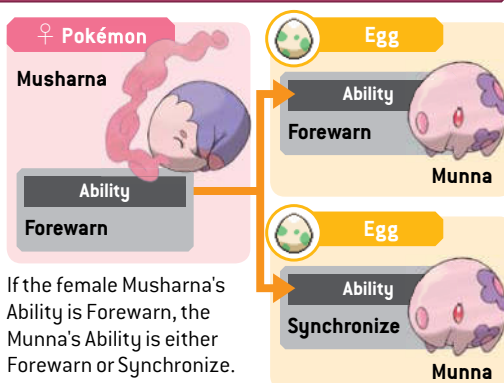 ♀ Pokémon
Musharna
Ability
Forewarn
If the female Musharna's
Ability is Forewarn, the
Munna's Ability is either
Forewarn or Synchronize.
Egg
Ability
Forewarn
Munna
Egg
Ability
Synchronize
Munna